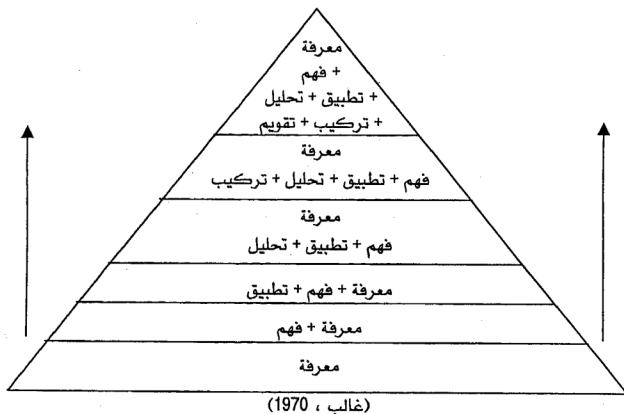 معرفة
+
فهم
+
تطبيق + تحليل
+
تركيب + تقويم
معرفة
فهم + تطبيق + تحليل + تركيب
معرفة
فهم + تطبيق + تحليل
معرفة + فهم + تطبيق
معرفة + فهم
معرفة
(غالب ، 1970)